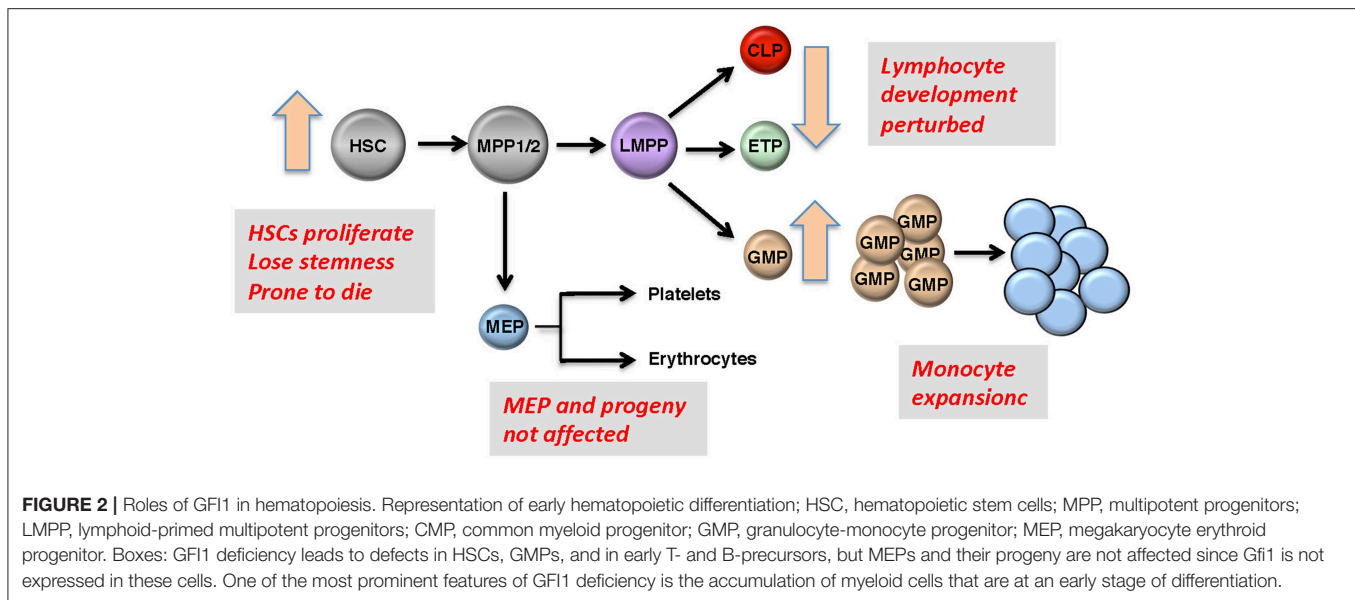 CLP
Lymphocyte
development
perturbed
HSC
MPP1/2
LMPP
ETP
HSCs proliferate
Lose stemness
Prone to die
GMP
GMP
GMP
GMP
GMP
GMP
MEP
Platelets
Erythrocytes
MEP and progeny
not affected
Monocyte
expansionc
FIGURE 2 | Roles of GFI1 in hematopoiesis. Representation of early hematopoietic differentiation; HSC, hematopoietic stem cells; MPP, multipotent progenitors;
LMPP, lymphoid-primed multipotent progenitors; CMP, common myeloid progenitor; GMP, granulocyte-monocyte progenitor; MEP, megakaryocyte erythroid
progenitor. Boxes: GFI1 deficiency leads to defects in HSCs, GMPs, and in early T- and B-precursors, but MEPs and their progeny are not affected since Gfi1 is not
expressed in these cells. One of the most prominent features of GFI1 deficiency is the accumulation of myeloid cells that are at an early stage of differentiation.